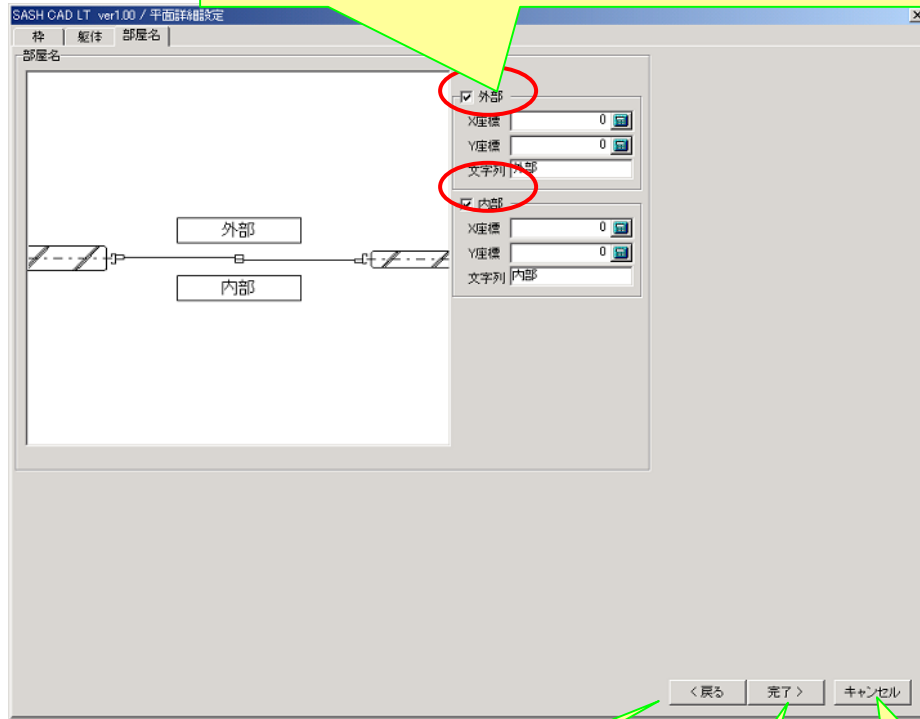 SASH CAD LT ver1.00 / 平面詳細設定
枠 躯体 部屋名
部屋名
外部
内部
外部
X座標 0
Y座標 0
文字列 外部
内部
X座標 0
Y座標 0
文字列 内部
<戻る 完了> キャンセル